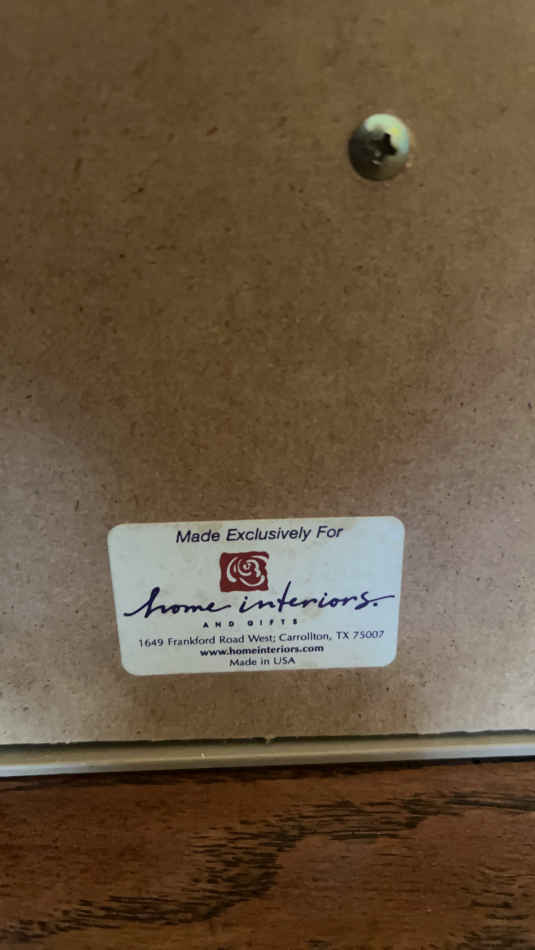 Made Exclusively For
home interiors.
AND GIFTS
1649 Frankford Road West; Carrollton, TX 75007
www.homeinteriors.com
Made in USA